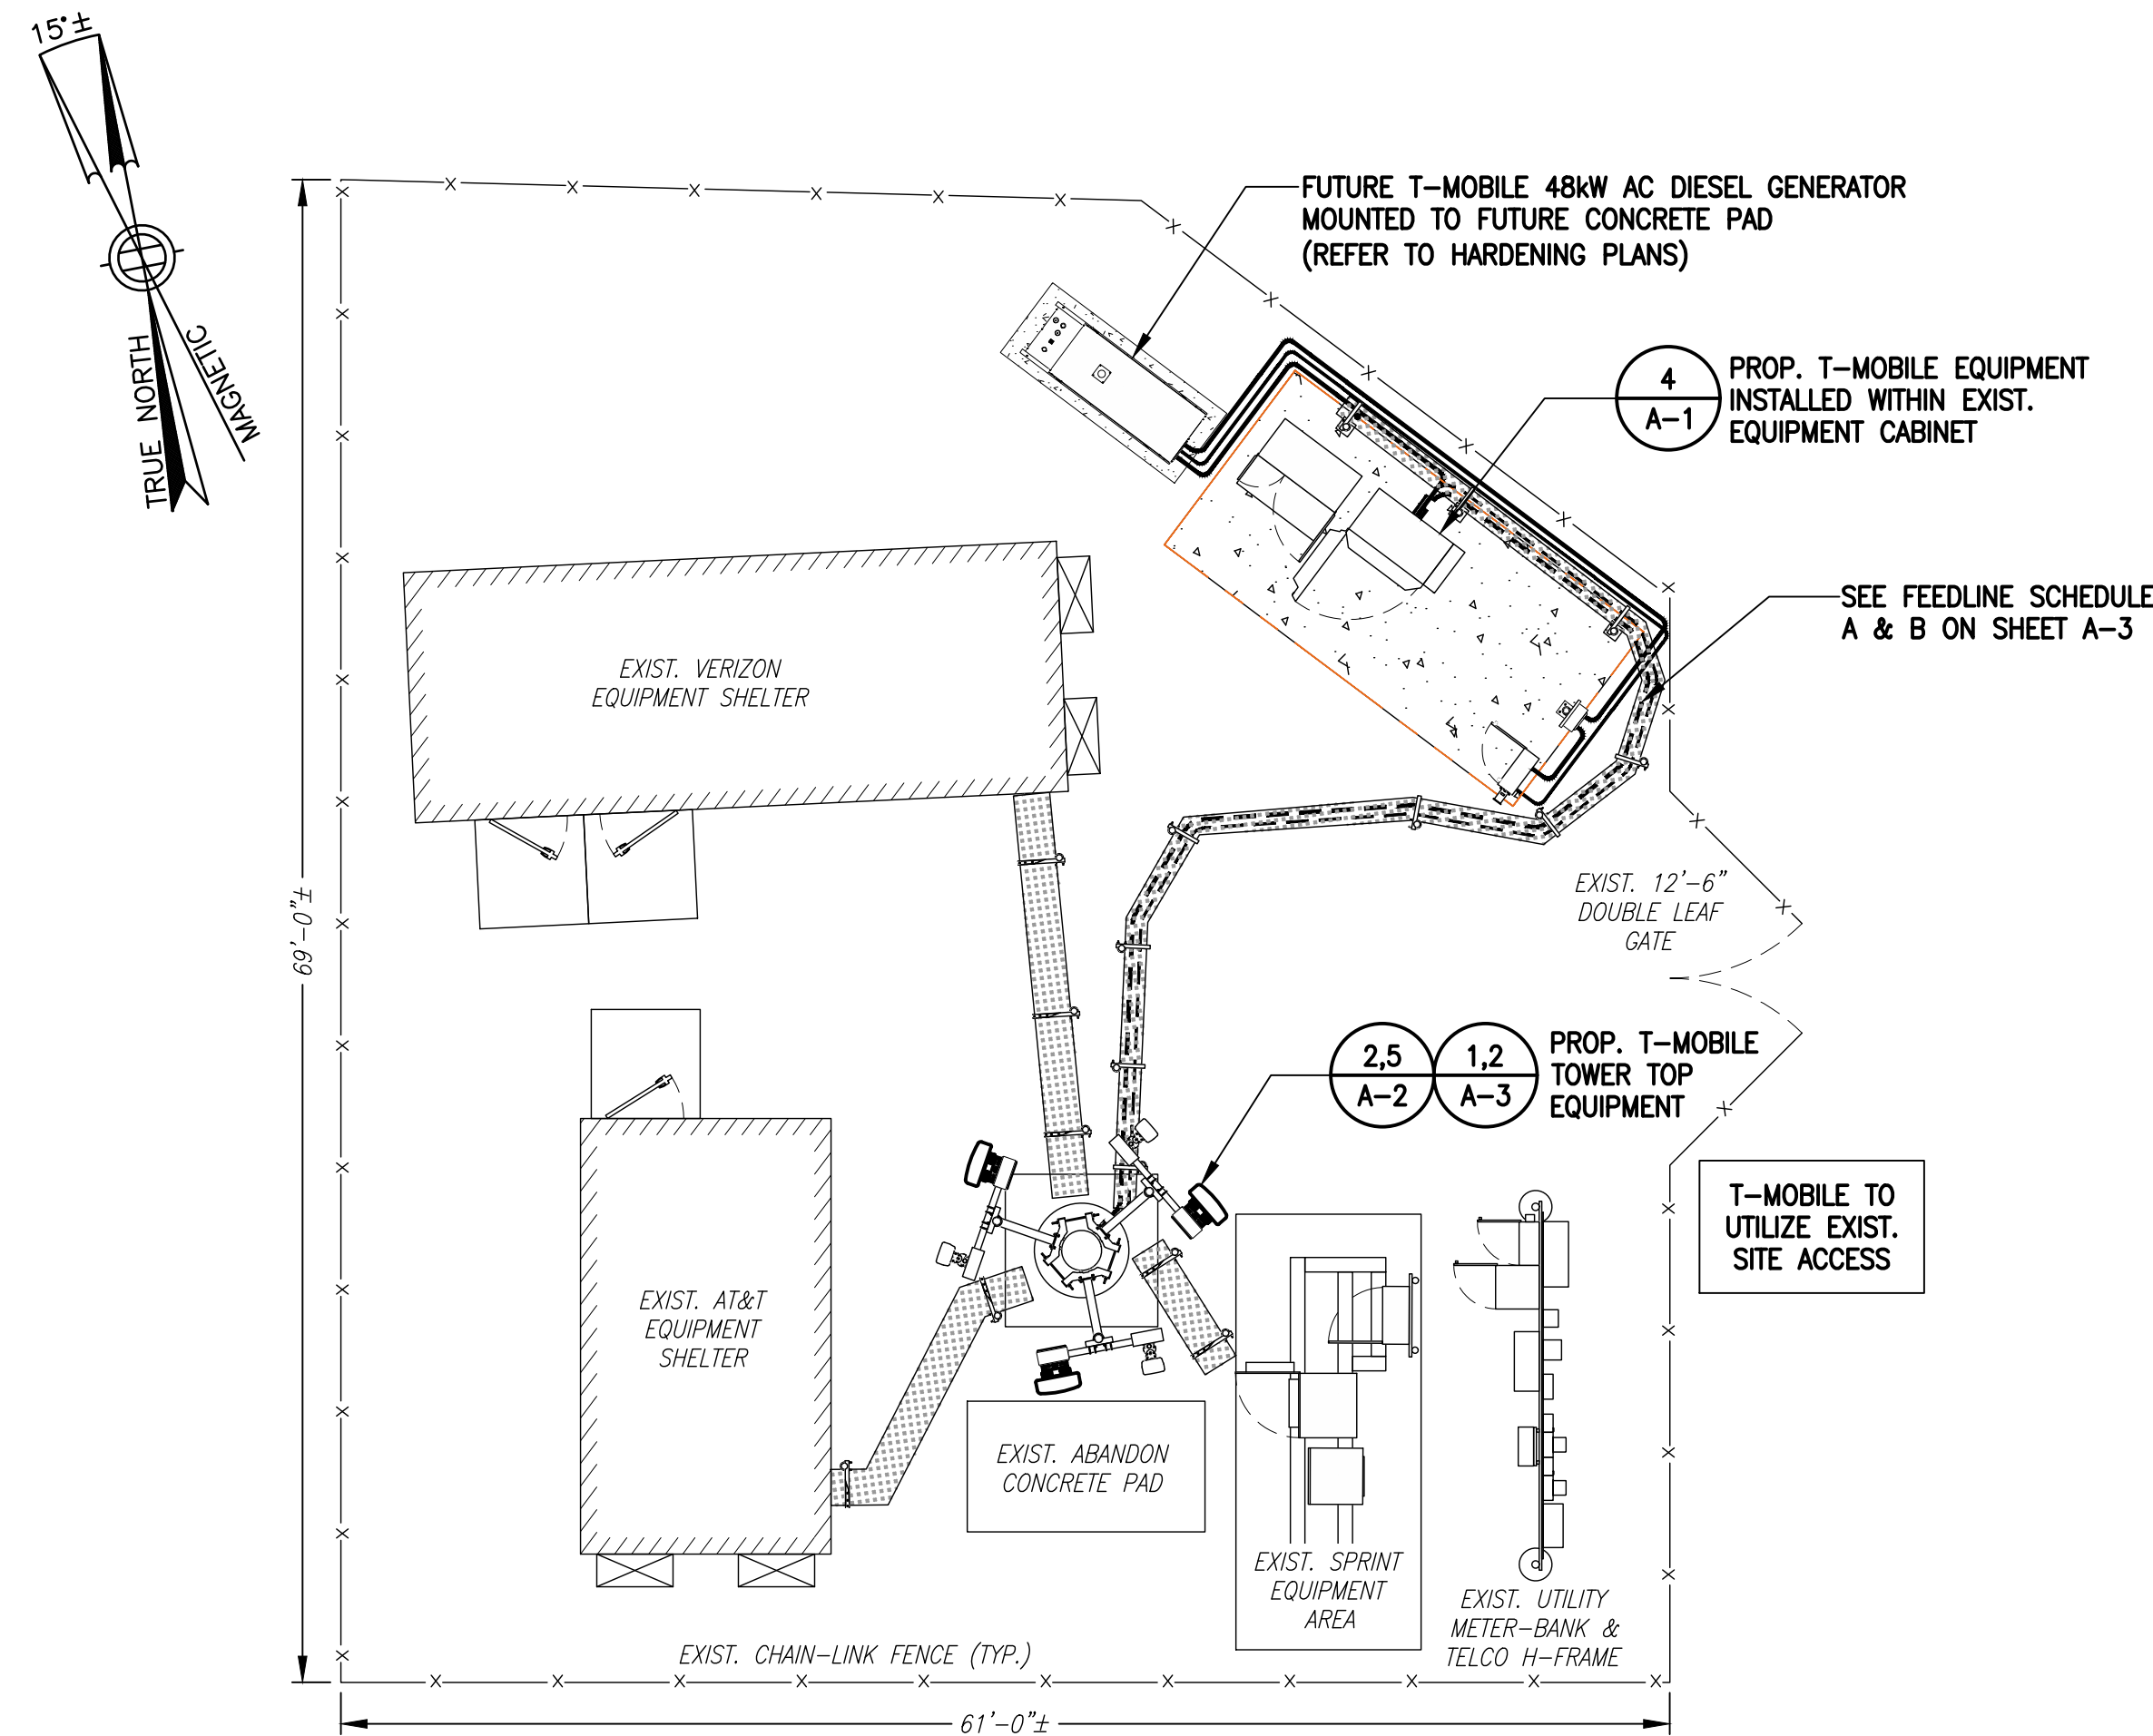 15°±
TRUE NORTH
MAGNETIC
FUTURE T-MOBILE 48kW AC DIESEL GENERATOR
MOUNTED TO FUTURE CONCRETE PAD
(REFER TO HARDENING PLANS)
4
A-1
PROP. T-MOBILE EQUIPMENT
INSTALLED WITHIN EXIST.
EQUIPMENT CABINET
SEE FEEDLINE SCHEDULE
A & B ON SHEET A-3
EXIST. VERIZON
EQUIPMENT SHELTER
69'-0"±
EXIST. 12'-6"
DOUBLE LEAF
GATE
2,5
A-2
1,2
A-3
PROP. T-MOBILE
TOWER TOP
EQUIPMENT
T-MOBILE TO
UTILIZE EXIST.
SITE ACCESS
EXIST. AT&T
EQUIPMENT
SHELTER
EXIST. ABANDON
CONCRETE PAD
EXIST. SPRINT
EQUIPMENT
AREA
EXIST. UTILITY
METER-BANK &
TELCO H-FRAME
EXIST. CHAIN-LINK FENCE (TYP.)
61'-0"±